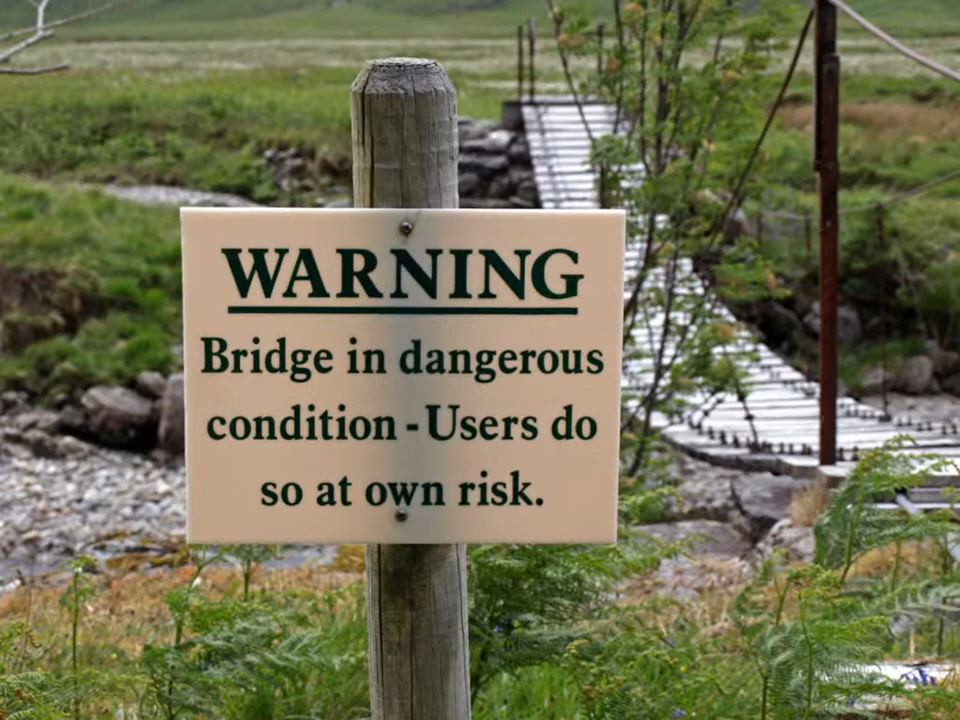 WARNING
Bridge in dangerous
condition - Users do
so at own risk.